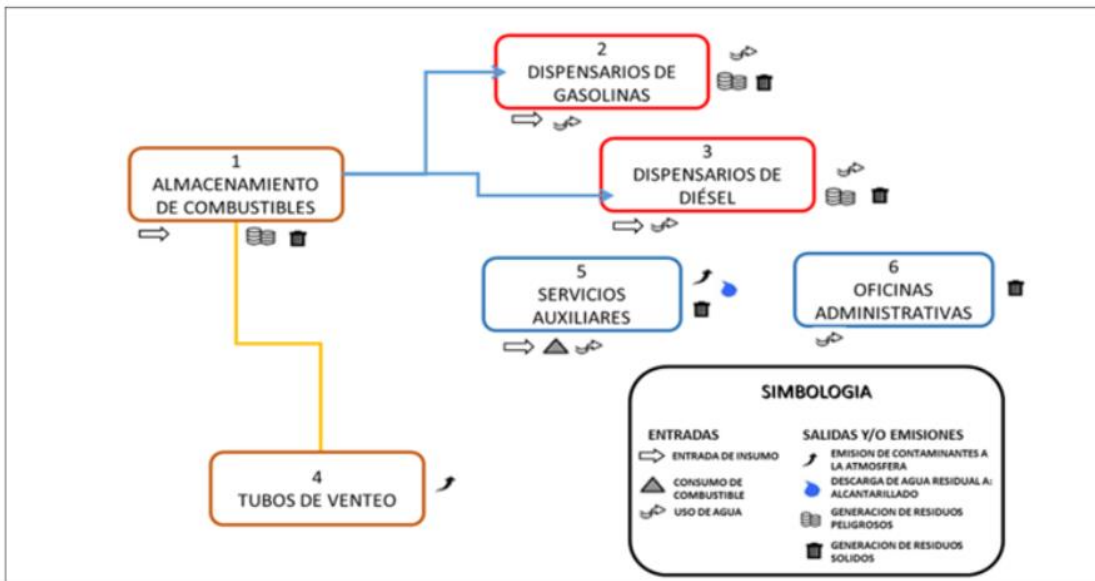 2
DISPENSARIOS DE
GASOLINAS
1
ALMACENAMIENTO
DE COMBUSTIBLES
3
DISPENSARIOS DE
DIÉSEL
5
SERVICIOS
AUXILIARES
6
OFICINAS
ADMINISTRATIVAS
4
TUBOS DE VENTEO
SIMBOLOGIA
ENTRADAS
ENTRADA DE INSUMO
CONSUMO DE
COMBUSTIBLE
USO DE AGUA
SALIDAS Y/O EMISIONES
EMISION DE CONTAMINANTES A
LA ATMOSFERA
DESCARGA DE AGUA RESIDUAL A:
ALCANTARILLADO
GENERACION DE RESIDUOS
PELIGROSOS
GENERACION DE RESIDUOS
SOLIDOS